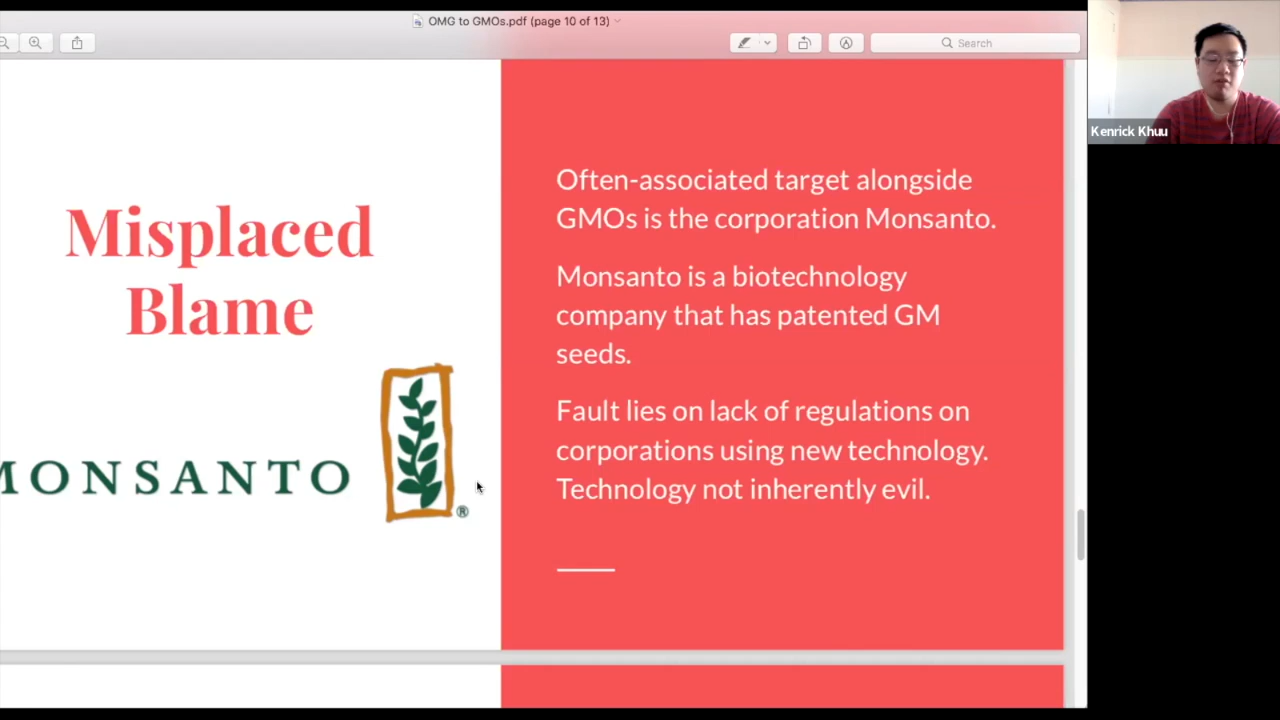 OMG to GMOs.pdf (page 10 of 13)
Search
Kenrick Khuu
Misplaced
Blame
MONSANTO
®
Often-associated target alongside
GMOs is the corporation Monsanto.
Monsanto is a biotechnology
company that has patented GM
seeds.
Fault lies on lack of regulations on
corporations using new technology.
Technology not inherently evil.